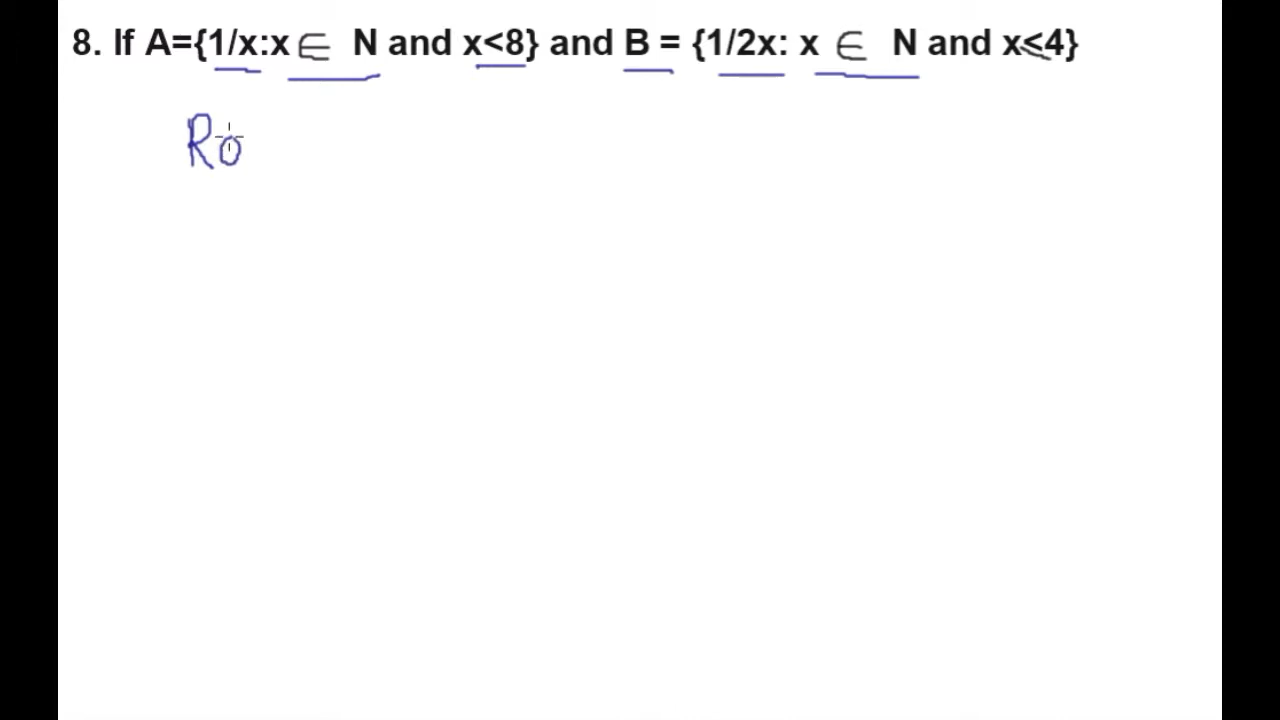 8. If A={1/x:x ∈ N and x<8} and B = {1/2x: x ∈ N and x≤4}
Ro